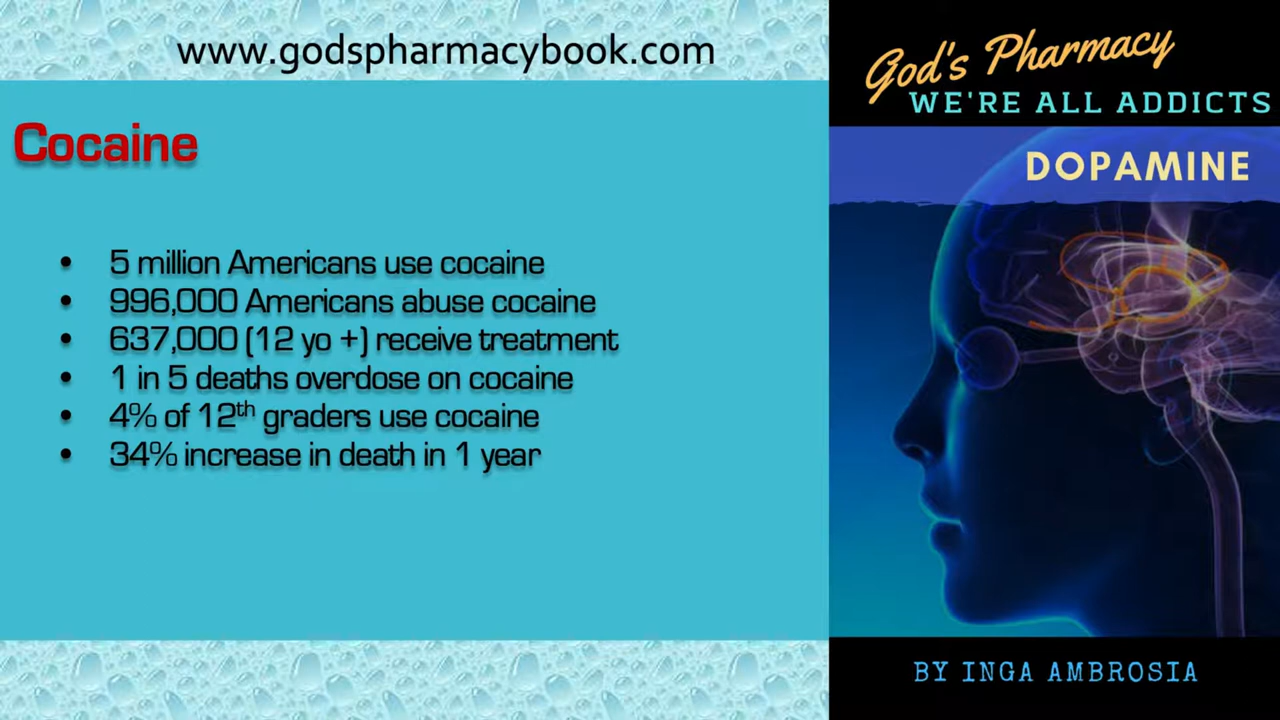 www.godspharmacybook.com
Cocaine
• 5 million Americans use cocaine
• 996,000 Americans abuse cocaine
• 637,000 (12 yo +) receive treatment
• 1 in 5 deaths overdose on cocaine
• 4% of 12th graders use cocaine
• 34% increase in death in 1 year
God's Pharmacy
WE'RE ALL ADDICTS
DOPAMINE
BY INGA AMBROSIA